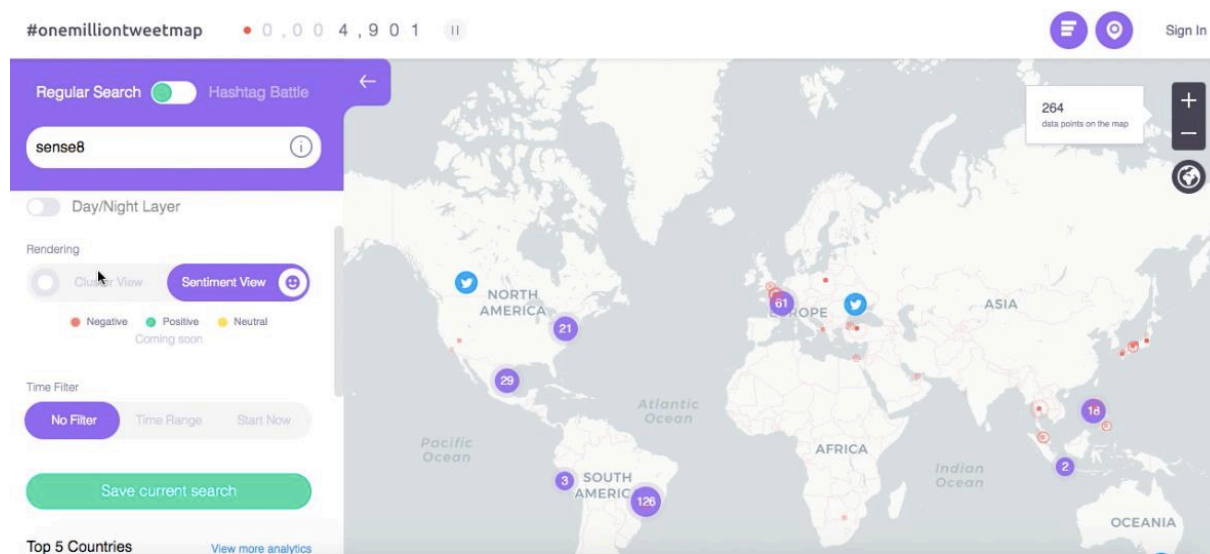 #onemilliontweetmap
0,004,901
Sign In
Regular Search
Hashtag Battle
sense8
264
data points on the map
Day/Night Layer
Rendering
Cluster View
Sentiment View
Negative
Positive
Neutral
Coming soon
Time Filter
No Filter
Time Range
Start Now
Save current search
Top 5 Countries
View more analytics
NORTH
AMERICA
21
29
Atlantic
Ocean
Pacific
Ocean
3
SOUTH
126
61
ASIA
AFRICA
18
2
Indian
Ocean
OCEANIA